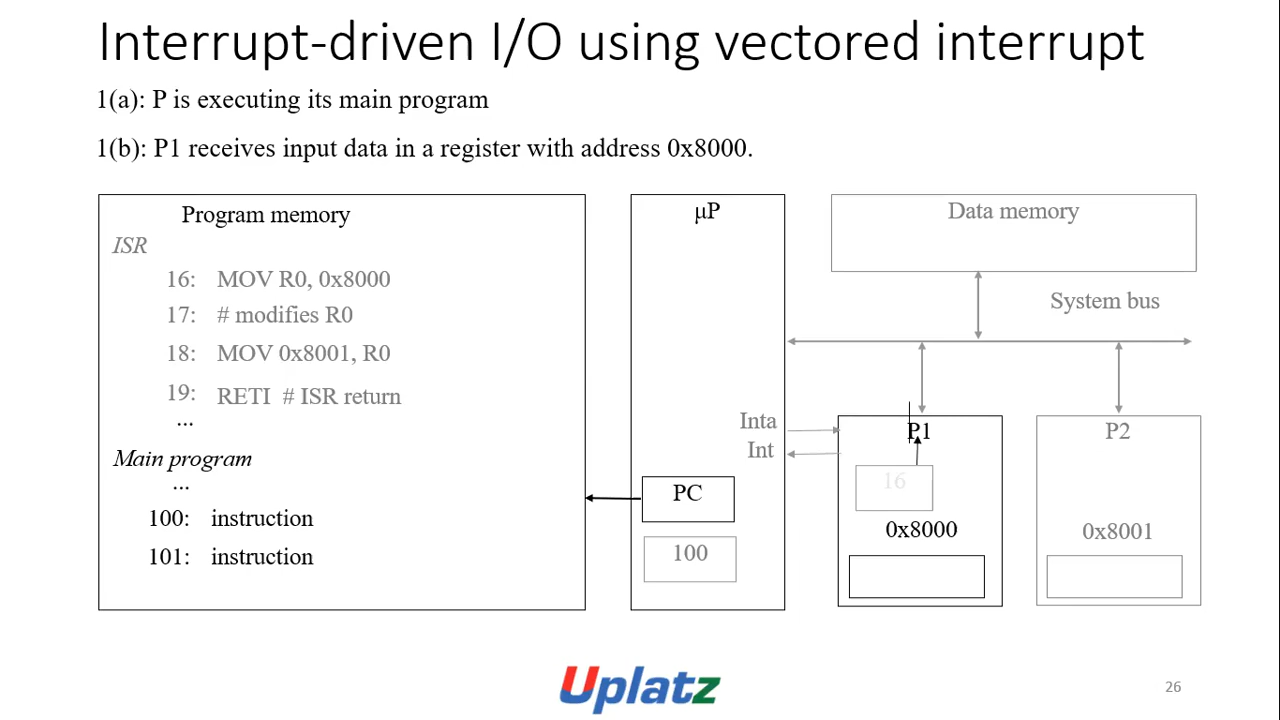 Interrupt-driven I/O using vectored interrupt
1(a): P is executing its main program
1(b): P1 receives input data in a register with address 0x8000.
Program memory
ISR
16: MOV R0, 0x8000
17: # modifies R0
18: MOV 0x8001, R0
19: RETI # ISR return
...
Main program
...
100: instruction
101: instruction
μP
Inta
Int
PC
100
Data memory
System bus
P1
16
0x8000
P2
0x8001
Uplatz
26